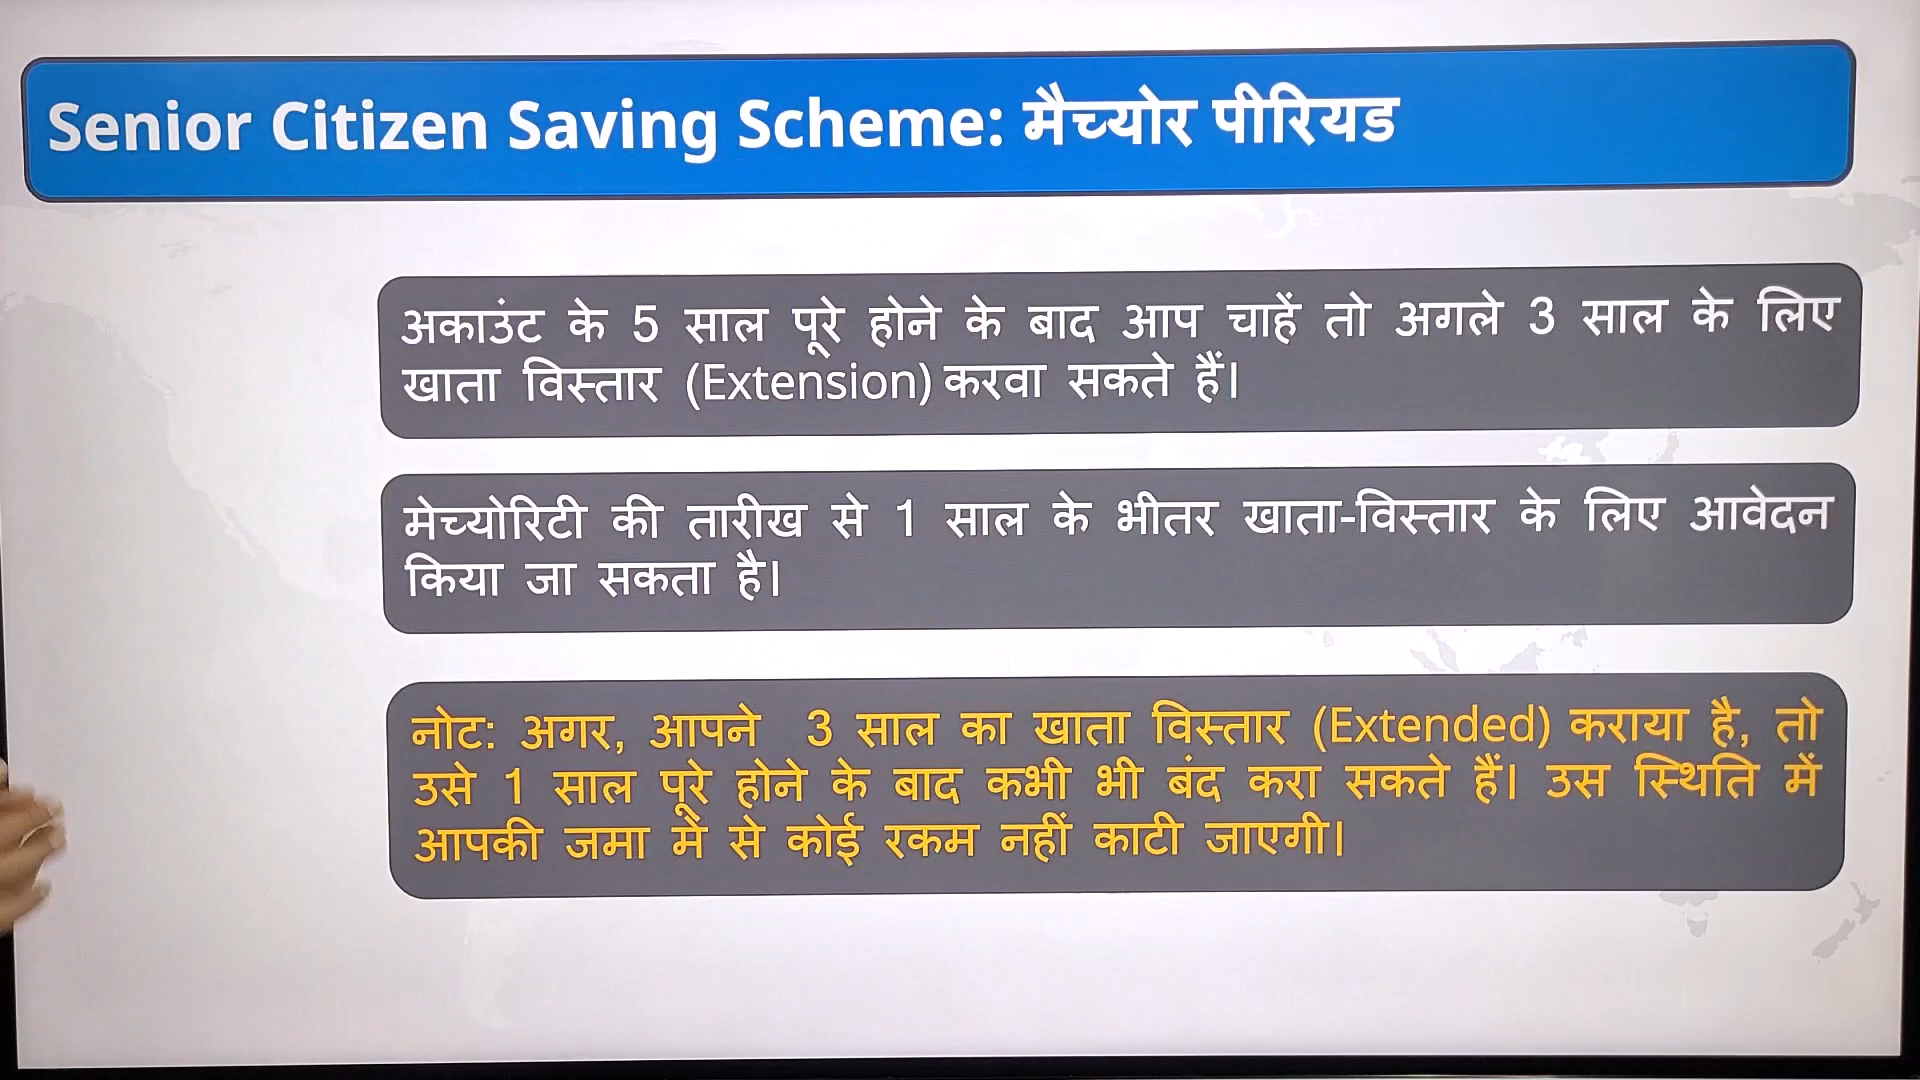 Senior Citizen Saving Scheme: मैच्योर पीरियड
अकाउंट के 5 साल पूरे होने के बाद आप चाहें तो अगले 3 साल के लिए
खाता विस्तार (Extension) करवा सकते हैं।
मेच्योरिटी की तारीख से 1 साल के भीतर खाता-विस्तार के लिए आवेदन
किया जा सकता है।
नोट: अगर, आपने 3 साल का खाता विस्तार (Extended) कराया है, तो
उसे 1 साल पूरे होने के बाद कभी भी बंद करा सकते हैं। उस स्थिति में
आपकी जमा में से कोई रकम नहीं काटी जाएगी।